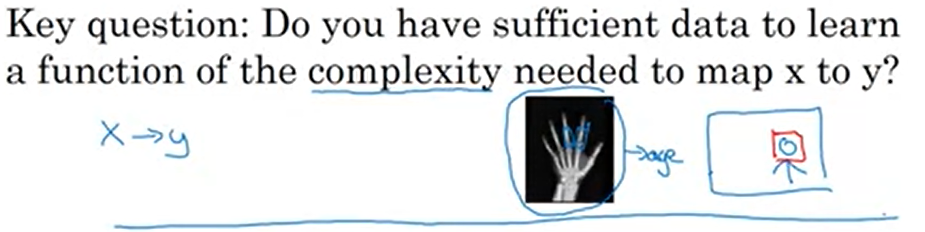 Key question: Do you have sufficient data to learn
a function of the complexity needed to map x to y?
X → y
→ age